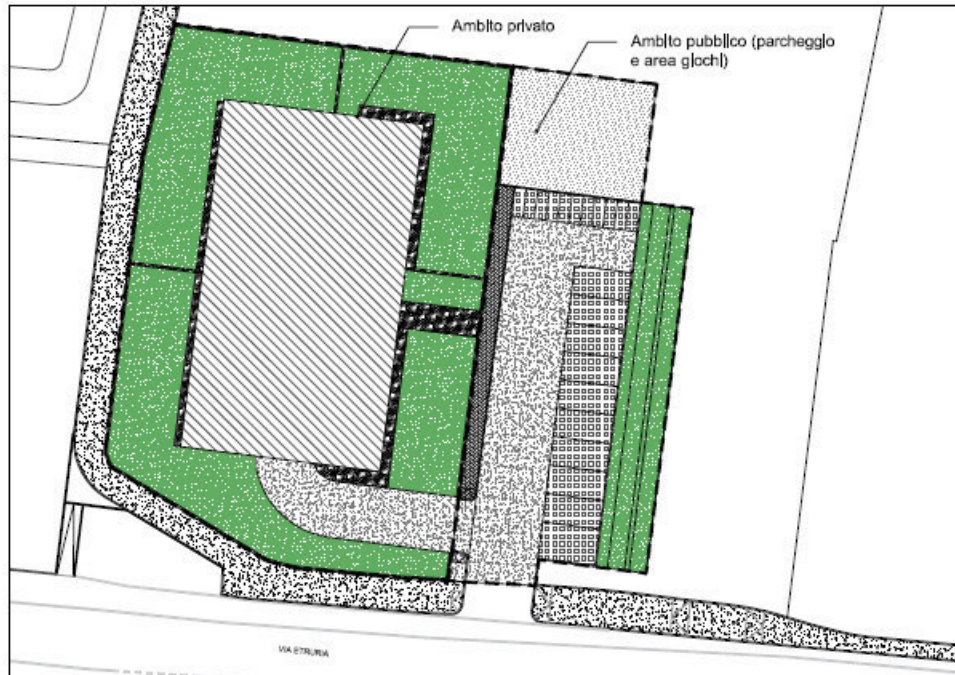 Ambito privato
Ambito pubblico (parcheggio
e area giochi)
VIA ETRURIA